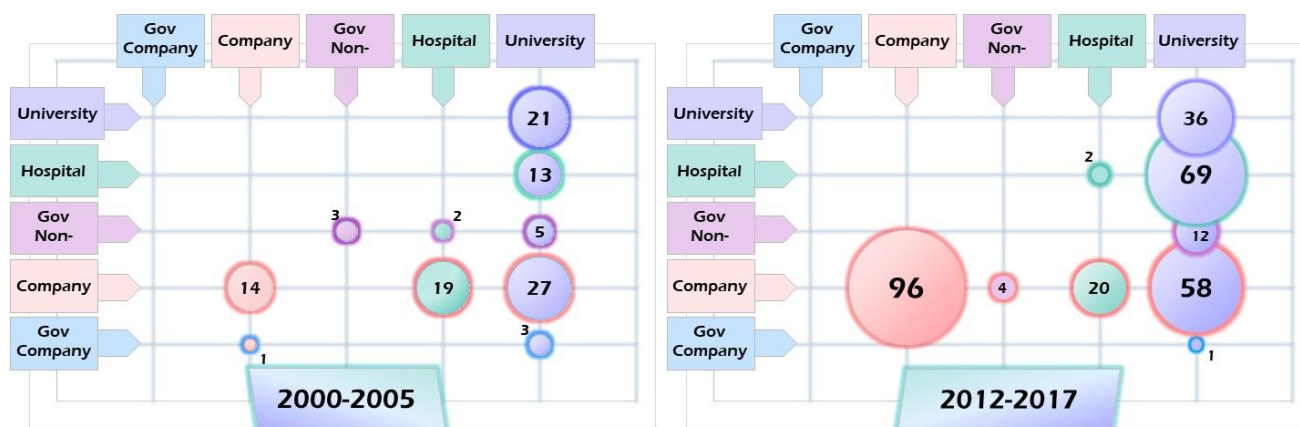 Gov
Company
Company
Gov
Non-
Hospital
University
University
21
Hospital
13
Gov
Non-
3
2
5
Company
14
19
27
Gov
Company
1
3
2000-2005
Gov
Company
Company
Gov
Non-
Hospital
University
University
36
Hospital
2
69
Gov
Non-
12
Company
96
4
20
58
Gov
Company
1
2012-2017